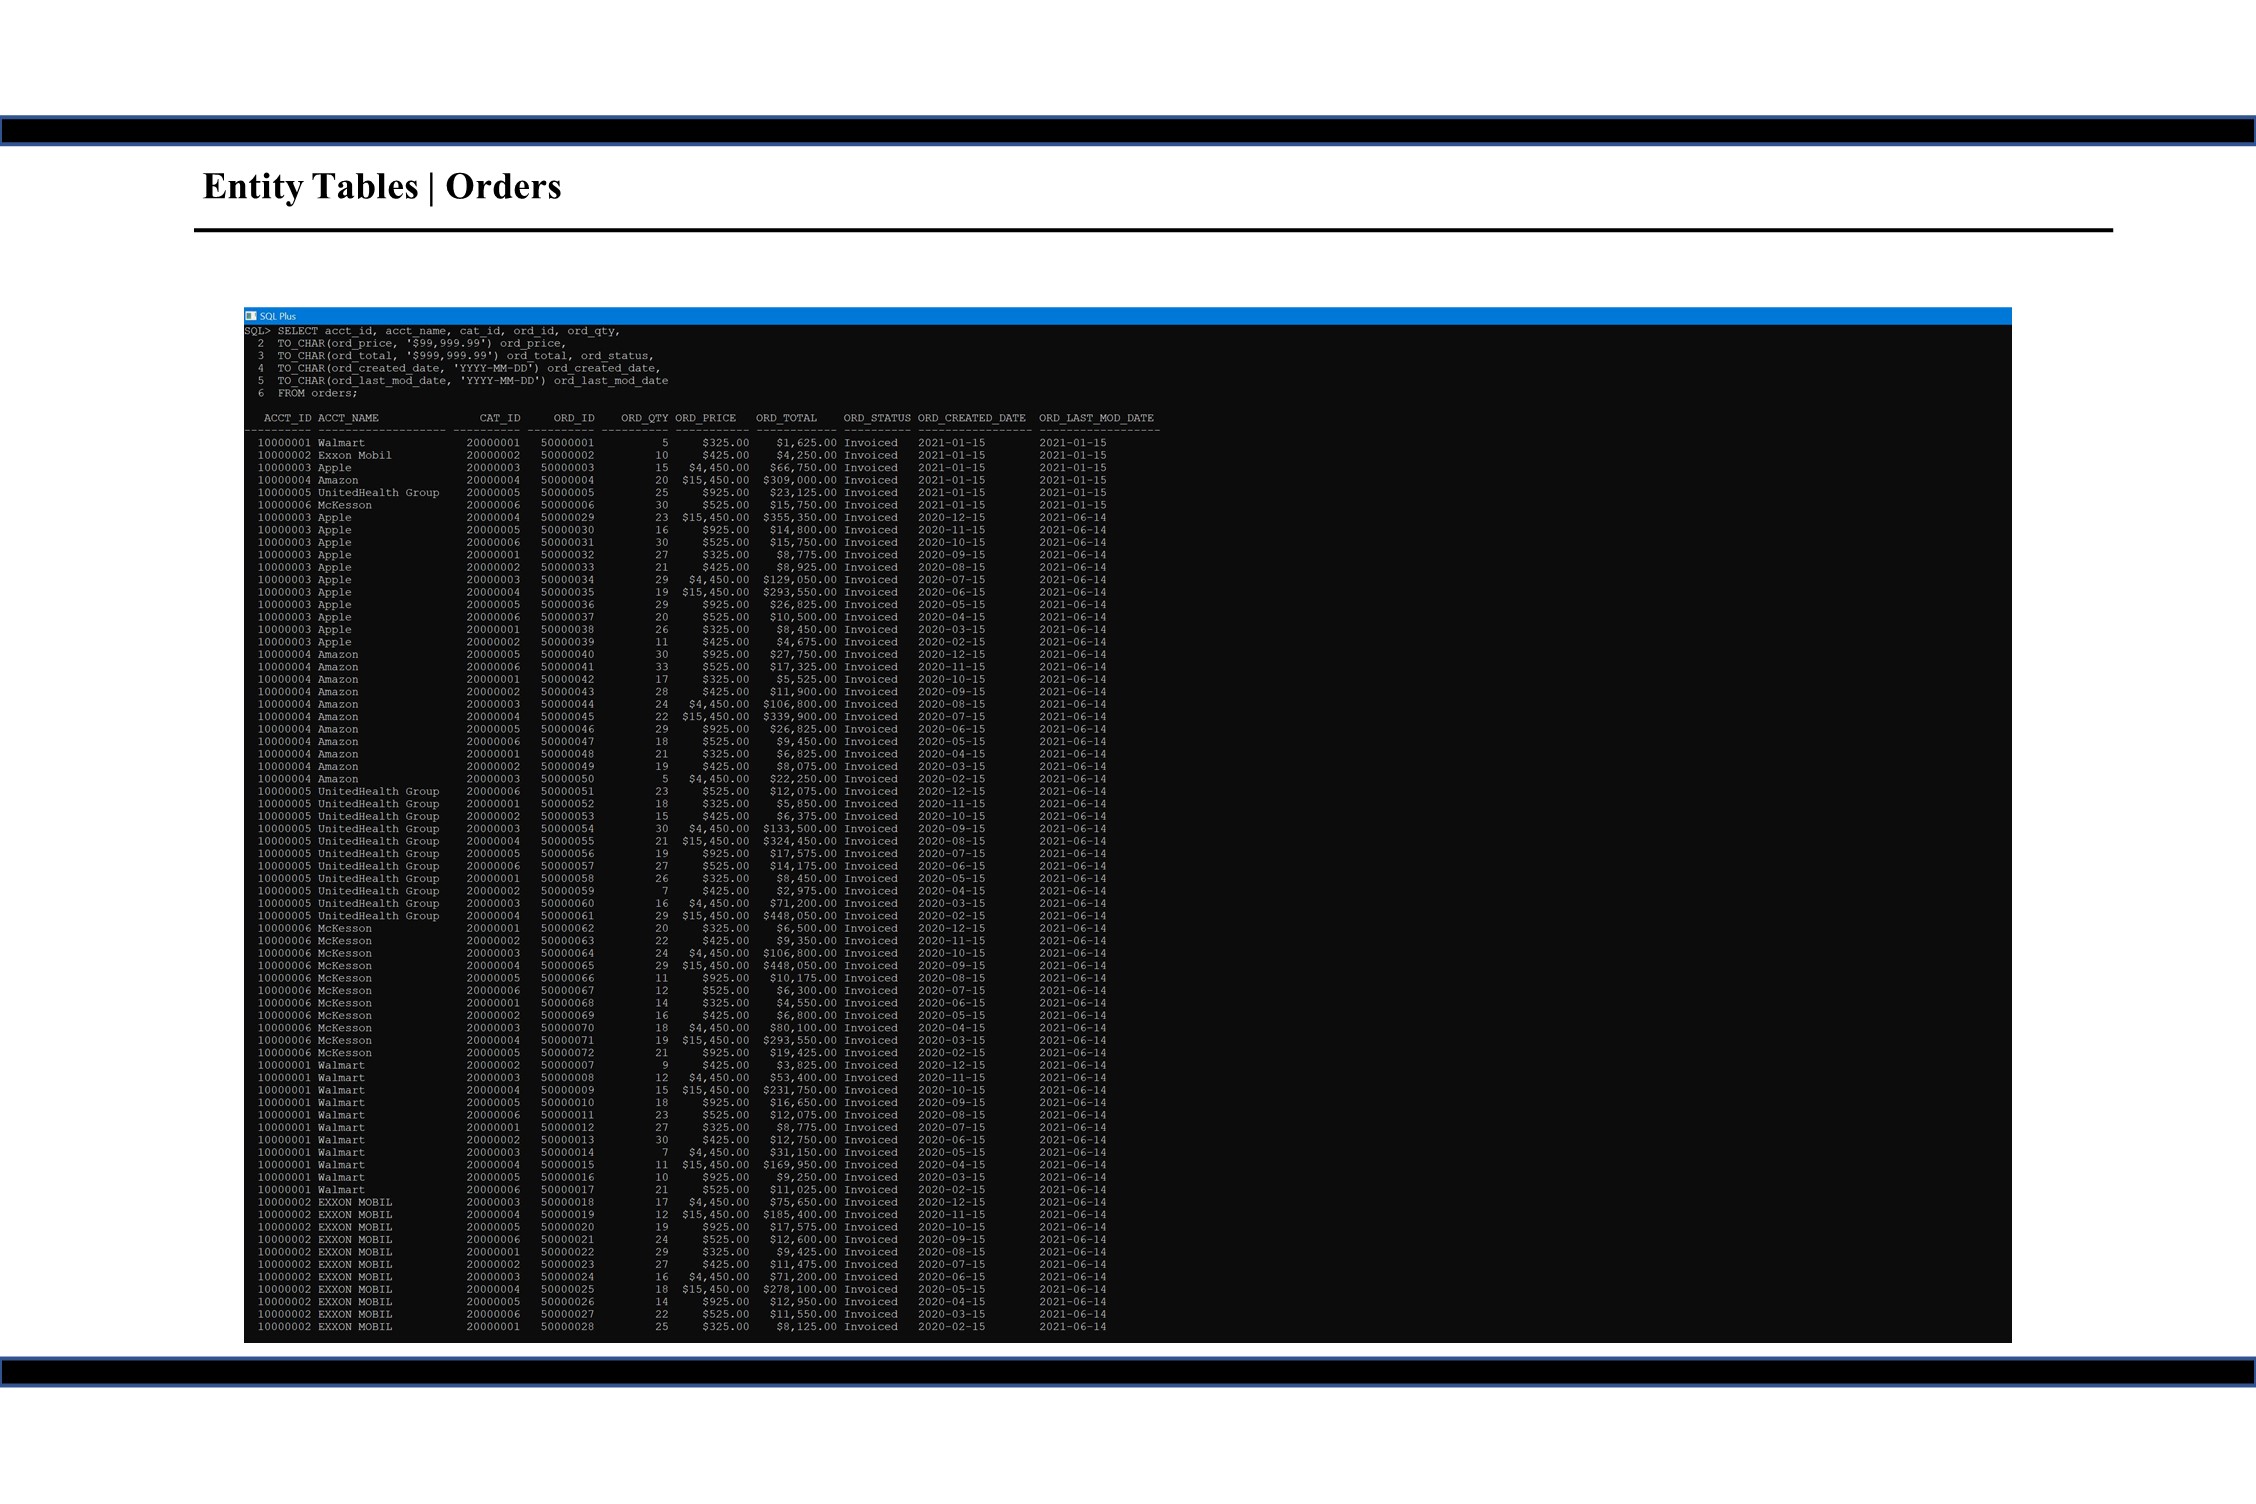 Entity Tables | Orders
SQL Plus
SQL> SELECT acct_id, acct_name, cat_id, ord_id, ord_qty,
2 TO_CHAR(ord_price, '$99,999.99') ord_price,
3 TO_CHAR(ord_total, '$999,999.99') ord_total, ord_status,
4 TO_CHAR(ord_created_date, 'YYYY-MM-DD') ord_created_date,
5 TO_CHAR(ord_last_mod_date, 'YYYY-MM-DD') ord_last_mod_date
6 FROM orders;
ACCT_ID ACCT_NAME CAT_ID ORD_ID ORD_QTY ORD_PRICE ORD_TOTAL ORD_STATUS ORD_CREATED_DATE ORD_LAST_MOD_DATE
---------- ------------------- ---------- ---------- ---------- ----------- ------------ ---------- ----------------- ------------------
10000001 Walmart 20000001 50000001 5 $325.00 $1,625.00 Invoiced 2021-01-15 2021-01-15
10000002 Exxon Mobil 20000002 50000002 10 $425.00 $4,250.00 Invoiced 2021-01-15 2021-01-15
10000003 Apple 20000003 50000003 15 $4,450.00 $66,750.00 Invoiced 2021-01-15 2021-01-15
10000004 Amazon 20000004 50000004 20 $15,450.00 $309,000.00 Invoiced 2021-01-15 2021-01-15
10000005 UnitedHealth Group 20000005 50000005 25 $925.00 $23,125.00 Invoiced 2021-01-15 2021-01-15
10000006 McKesson 20000006 50000006 30 $525.00 $15,750.00 Invoiced 2021-01-15 2021-01-15
10000003 Apple 20000004 50000029 23 $15,450.00 $355,350.00 Invoiced 2020-12-15 2021-06-14
10000003 Apple 20000005 50000030 16 $925.00 $14,800.00 Invoiced 2020-11-15 2021-06-14
10000003 Apple 20000006 50000031 30 $525.00 $15,750.00 Invoiced 2020-10-15 2021-06-14
10000003 Apple 20000001 50000032 27 $325.00 $8,775.00 Invoiced 2020-09-15 2021-06-14
10000003 Apple 20000002 50000033 21 $425.00 $8,925.00 Invoiced 2020-08-15 2021-06-14
10000003 Apple 20000003 50000034 29 $4,450.00 $129,050.00 Invoiced 2020-07-15 2021-06-14
10000003 Apple 20000004 50000035 19 $15,450.00 $293,550.00 Invoiced 2020-06-15 2021-06-14
10000003 Apple 20000005 50000036 29 $925.00 $26,825.00 Invoiced 2020-05-15 2021-06-14
10000003 Apple 20000006 50000037 20 $525.00 $10,500.00 Invoiced 2020-04-15 2021-06-14
10000003 Apple 20000001 50000038 26 $325.00 $8,450.00 Invoiced 2020-03-15 2021-06-14
10000003 Apple 20000002 50000039 11 $425.00 $4,675.00 Invoiced 2020-02-15 2021-06-14
10000004 Amazon 20000005 50000040 30 $925.00 $27,750.00 Invoiced 2020-12-15 2021-06-14
10000004 Amazon 20000006 50000041 33 $525.00 $17,325.00 Invoiced 2020-11-15 2021-06-14
10000004 Amazon 20000001 50000042 17 $325.00 $5,525.00 Invoiced 2020-10-15 2021-06-14
10000004 Amazon 20000002 50000043 28 $425.00 $11,900.00 Invoiced 2020-09-15 2021-06-14
10000004 Amazon 20000003 50000044 24 $4,450.00 $106,800.00 Invoiced 2020-08-15 2021-06-14
10000004 Amazon 20000004 50000045 22 $15,450.00 $339,900.00 Invoiced 2020-07-15 2021-06-14
10000004 Amazon 20000005 50000046 29 $925.00 $26,825.00 Invoiced 2020-06-15 2021-06-14
10000004 Amazon 20000006 50000047 18 $525.00 $9,450.00 Invoiced 2020-05-15 2021-06-14
10000004 Amazon 20000001 50000048 21 $325.00 $6,825.00 Invoiced 2020-04-15 2021-06-14
10000004 Amazon 20000002 50000049 19 $425.00 $8,075.00 Invoiced 2020-03-15 2021-06-14
10000004 Amazon 20000003 50000050 5 $4,450.00 $22,250.00 Invoiced 2020-02-15 2021-06-14
10000005 UnitedHealth Group 20000006 50000051 23 $525.00 $12,075.00 Invoiced 2020-12-15 2021-06-14
10000005 UnitedHealth Group 20000001 50000052 18 $325.00 $5,850.00 Invoiced 2020-11-15 2021-06-14
10000005 UnitedHealth Group 20000002 50000053 15 $425.00 $6,375.00 Invoiced 2020-10-15 2021-06-14
10000005 UnitedHealth Group 20000003 50000054 30 $4,450.00 $133,500.00 Invoiced 2020-09-15 2021-06-14
10000005 UnitedHealth Group 20000004 50000055 21 $15,450.00 $324,450.00 Invoiced 2020-08-15 2021-06-14
10000005 UnitedHealth Group 20000005 50000056 19 $925.00 $17,575.00 Invoiced 2020-07-15 2021-06-14
10000005 UnitedHealth Group 20000006 50000057 27 $525.00 $14,175.00 Invoiced 2020-06-15 2021-06-14
10000005 UnitedHealth Group 20000001 50000058 26 $325.00 $8,450.00 Invoiced 2020-05-15 2021-06-14
10000005 UnitedHealth Group 20000002 50000059 7 $425.00 $2,975.00 Invoiced 2020-04-15 2021-06-14
10000005 UnitedHealth Group 20000003 50000060 16 $4,450.00 $71,200.00 Invoiced 2020-03-15 2021-06-14
10000005 UnitedHealth Group 20000004 50000061 29 $15,450.00 $448,050.00 Invoiced 2020-02-15 2021-06-14
10000006 McKesson 20000001 50000062 20 $325.00 $6,500.00 Invoiced 2020-12-15 2021-06-14
10000006 McKesson 20000002 50000063 22 $425.00 $9,350.00 Invoiced 2020-11-15 2021-06-14
10000006 McKesson 20000003 50000064 24 $4,450.00 $106,800.00 Invoiced 2020-10-15 2021-06-14
10000006 McKesson 20000004 50000065 29 $15,450.00 $448,050.00 Invoiced 2020-09-15 2021-06-14
10000006 McKesson 20000005 50000066 11 $925.00 $10,175.00 Invoiced 2020-08-15 2021-06-14
10000006 McKesson 20000006 50000067 12 $525.00 $6,300.00 Invoiced 2020-07-15 2021-06-14
10000006 McKesson 20000001 50000068 14 $325.00 $4,550.00 Invoiced 2020-06-15 2021-06-14
10000006 McKesson 20000002 50000069 16 $425.00 $6,800.00 Invoiced 2020-05-15 2021-06-14
10000006 McKesson 20000003 50000070 18 $4,450.00 $80,100.00 Invoiced 2020-04-15 2021-06-14
10000006 McKesson 20000004 50000071 19 $15,450.00 $293,550.00 Invoiced 2020-03-15 2021-06-14
10000006 McKesson 20000005 50000072 21 $925.00 $19,425.00 Invoiced 2020-02-15 2021-06-14
10000001 Walmart 20000002 50000007 9 $425.00 $3,825.00 Invoiced 2020-12-15 2021-06-14
10000001 Walmart 20000003 50000008 12 $4,450.00 $53,400.00 Invoiced 2020-11-15 2021-06-14
10000001 Walmart 20000004 50000009 15 $15,450.00 $231,750.00 Invoiced 2020-10-15 2021-06-14
10000001 Walmart 20000005 50000010 18 $925.00 $16,650.00 Invoiced 2020-09-15 2021-06-14
10000001 Walmart 20000006 50000011 23 $525.00 $12,075.00 Invoiced 2020-08-15 2021-06-14
10000001 Walmart 20000001 50000012 27 $325.00 $8,775.00 Invoiced 2020-07-15 2021-06-14
10000001 Walmart 20000002 50000013 30 $425.00 $12,750.00 Invoiced 2020-06-15 2021-06-14
10000001 Walmart 20000003 50000014 7 $4,450.00 $31,150.00 Invoiced 2020-05-15 2021-06-14
10000001 Walmart 20000004 50000015 11 $15,450.00 $169,950.00 Invoiced 2020-04-15 2021-06-14
10000001 Walmart 20000005 50000016 10 $925.00 $9,250.00 Invoiced 2020-03-15 2021-06-14
10000001 Walmart 20000006 50000017 21 $525.00 $11,025.00 Invoiced 2020-02-15 2021-06-14
10000002 EXXON MOBIL 20000003 50000018 17 $4,450.00 $75,650.00 Invoiced 2020-12-15 2021-06-14
10000002 EXXON MOBIL 20000004 50000019 12 $15,450.00 $185,400.00 Invoiced 2020-11-15 2021-06-14
10000002 EXXON MOBIL 20000005 50000020 19 $925.00 $17,575.00 Invoiced 2020-10-15 2021-06-14
10000002 EXXON MOBIL 20000006 50000021 24 $525.00 $12,600.00 Invoiced 2020-09-15 2021-06-14
10000002 EXXON MOBIL 20000001 50000022 29 $325.00 $9,425.00 Invoiced 2020-08-15 2021-06-14
10000002 EXXON MOBIL 20000002 50000023 27 $425.00 $11,475.00 Invoiced 2020-07-15 2021-06-14
10000002 EXXON MOBIL 20000003 50000024 16 $4,450.00 $71,200.00 Invoiced 2020-06-15 2021-06-14
10000002 EXXON MOBIL 20000004 50000025 18 $15,450.00 $278,100.00 Invoiced 2020-05-15 2021-06-14
10000002 EXXON MOBIL 20000005 50000026 14 $925.00 $12,950.00 Invoiced 2020-04-15 2021-06-14
10000002 EXXON MOBIL 20000006 50000027 22 $525.00 $11,550.00 Invoiced 2020-03-15 2021-06-14
10000002 EXXON MOBIL 20000001 50000028 25 $325.00 $8,125.00 Invoiced 2020-02-15 2021-06-14